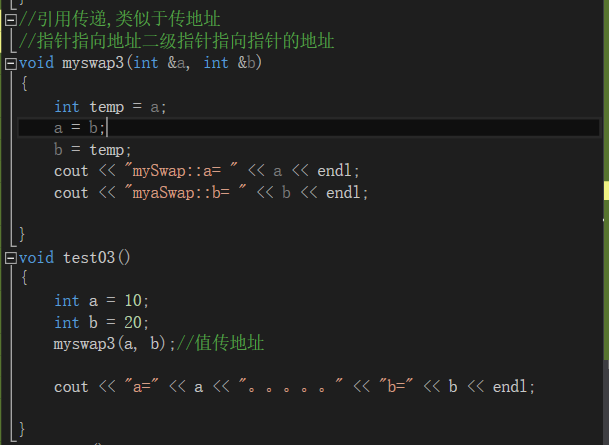 }
//引用传递,类似于传地址
//指针指向地址二级指针指向指针的地址
void myswap3(int &a, int &b)
{
int temp = a;
a = b;
b = temp;
cout << "mySwap::a= " << a << endl;
cout << "myaSwap::b= " << b << endl;
}
void test03()
{
int a = 10;
int b = 20;
myswap3(a, b);//值传地址
cout << "a=" << a << "。。。。。" << "b=" << b << endl;
}